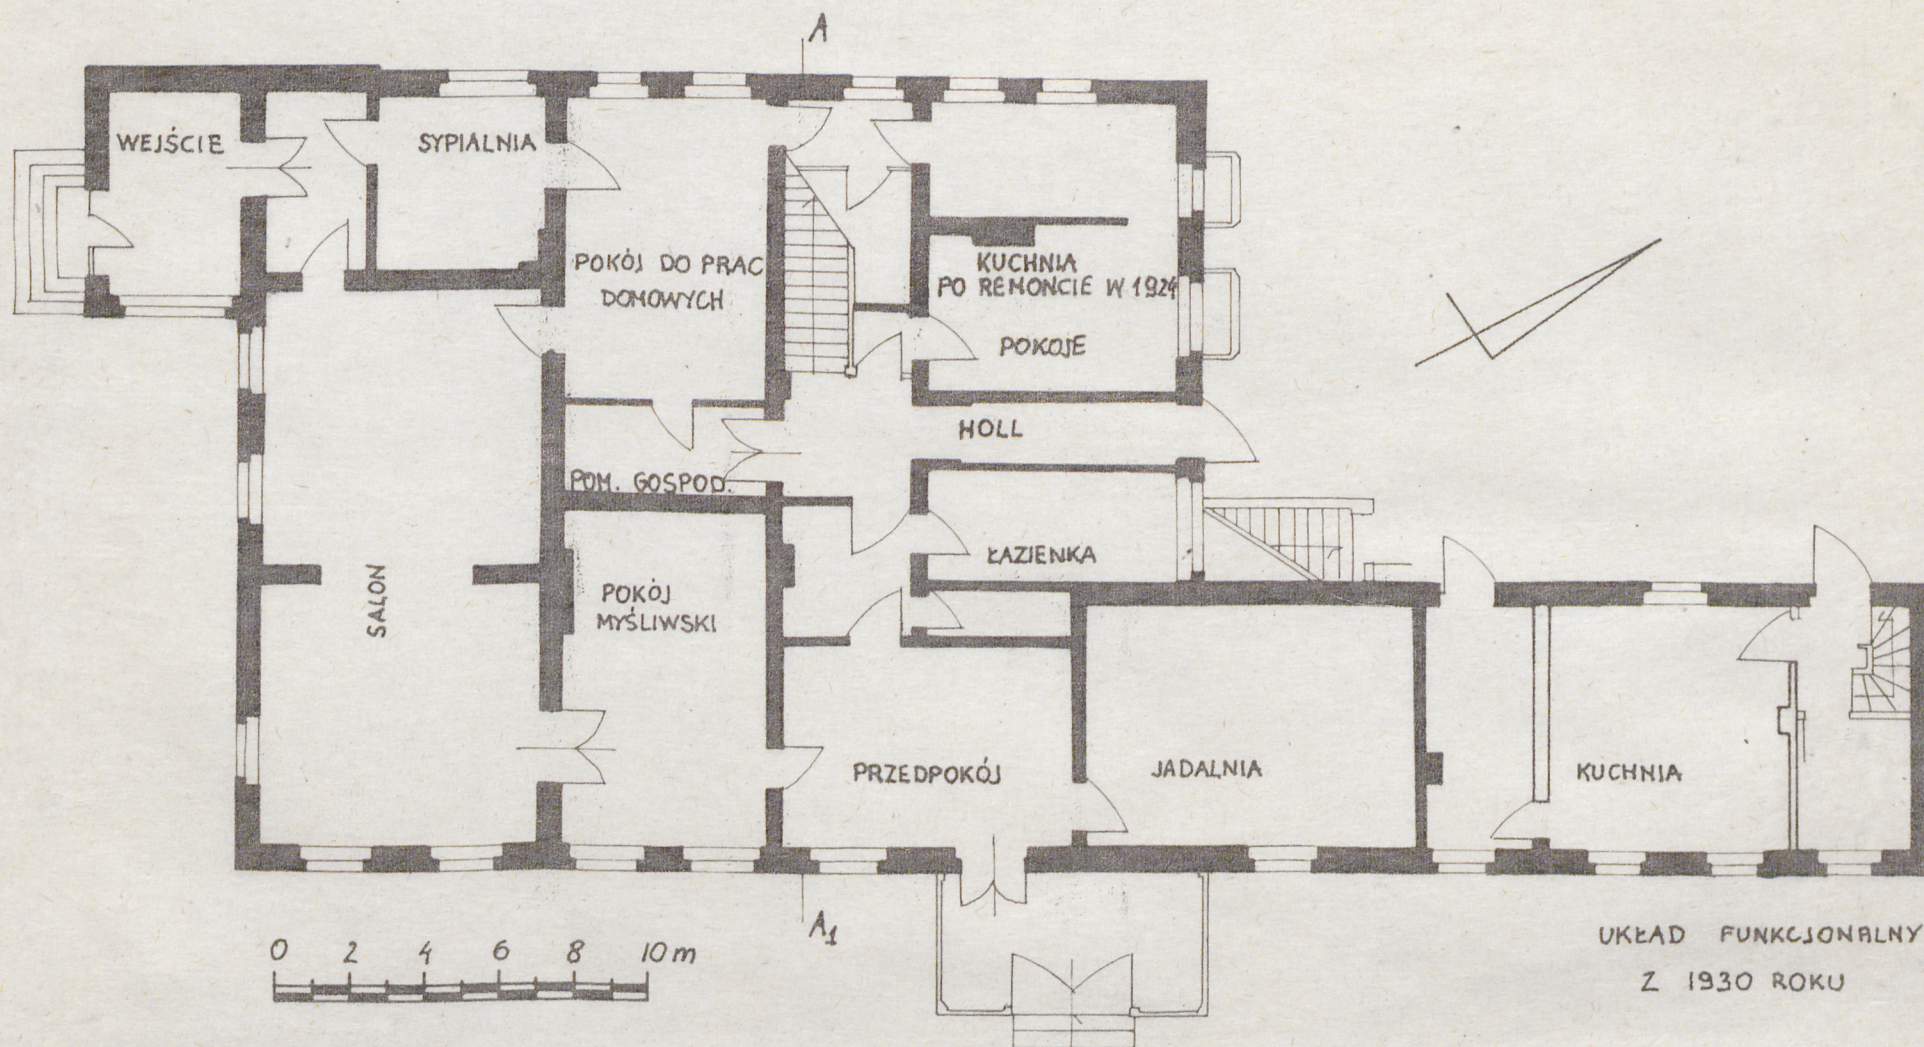 A
WEJŚCIE
SYPIALNIA
POKÓJ DO PRAC
DOMOWYCH
KUCHNIA
PO REMONCIE W 1924
POKOJE
HOLL
POM. GOSPOD.
ŁAZIENKA
SALON
POKÓJ
MYŚLIWSKI
PRZEDPOKÓJ
JADALNIA
KUCHNIA
A1
0 2 4 6 8 10 m
UKŁAD FUNKCJONALNY
Z 1930 ROKU